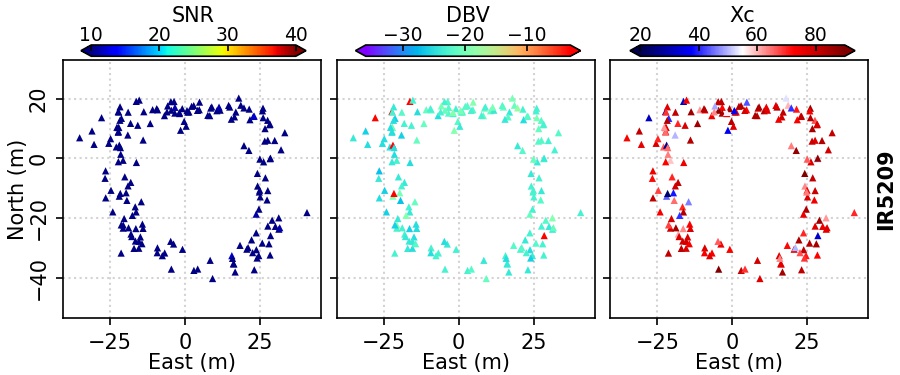 SNR DBV Xc
10 20 30 40 −30 −20 −10 20 40 60 80
20
0
−20
−40
North (m)
−25 0 25 −25 0 25 −25 0 25
East (m) East (m) East (m)
IR5209